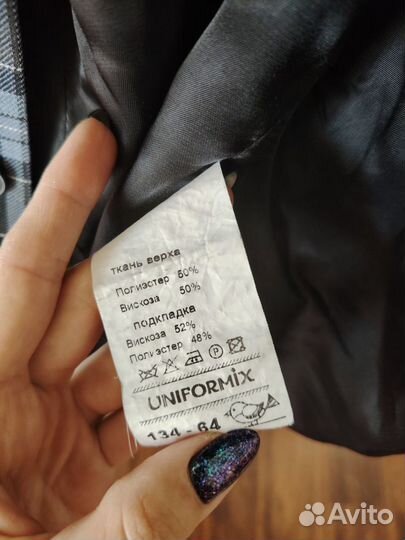 ткань верха
Полиэстер 50%
Вискоза 50%
подкладка
Вискоза 52%
Полиэстер 48%
P
UNIFORMIX
134 - 64
Avito